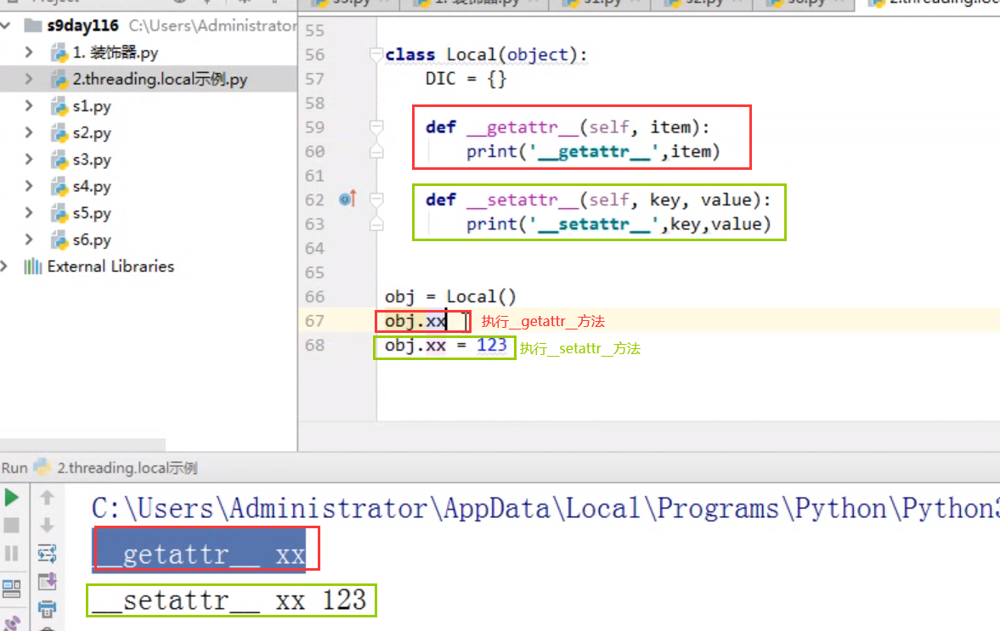 s9day116 C:\Users\Administrator
1. 装饰器.py
2.threading.local示例.py
s1.py
s2.py
s3.py
s4.py
s5.py
s6.py
External Libraries
55
56 class Local(object):
57 DIC = {}
58
59 def __getattr__(self, item):
60 print('__getattr__',item)
61
62 def __setattr__(self, key, value):
63 print('__setattr__',key,value)
64
65
66 obj = Local()
67 obj.xx 执行__getattr__方法
68 obj.xx = 123 执行__setattr__方法
Run 2.threading.local示例
C:\Users\Administrator\AppData\Local\Programs\Python\Python3
__getattr__ xx
__setattr__ xx 123